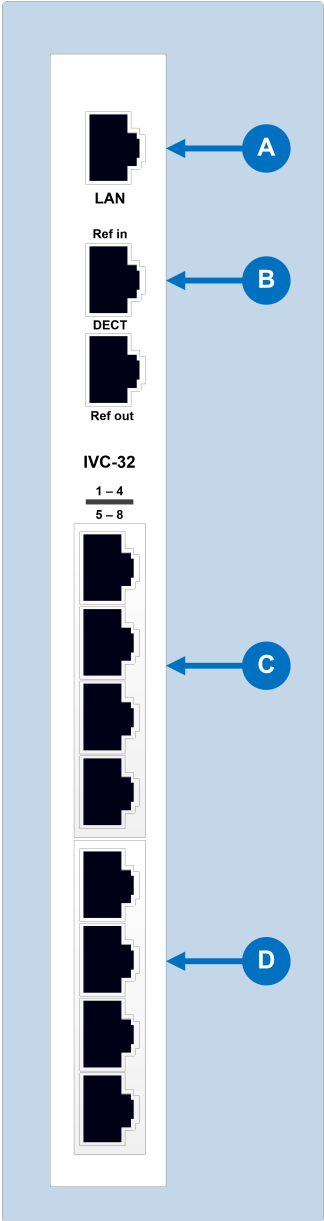 A
LAN
Ref in
B
DECT
Ref out
IVC-32
1 – 4
5 – 8
C
D